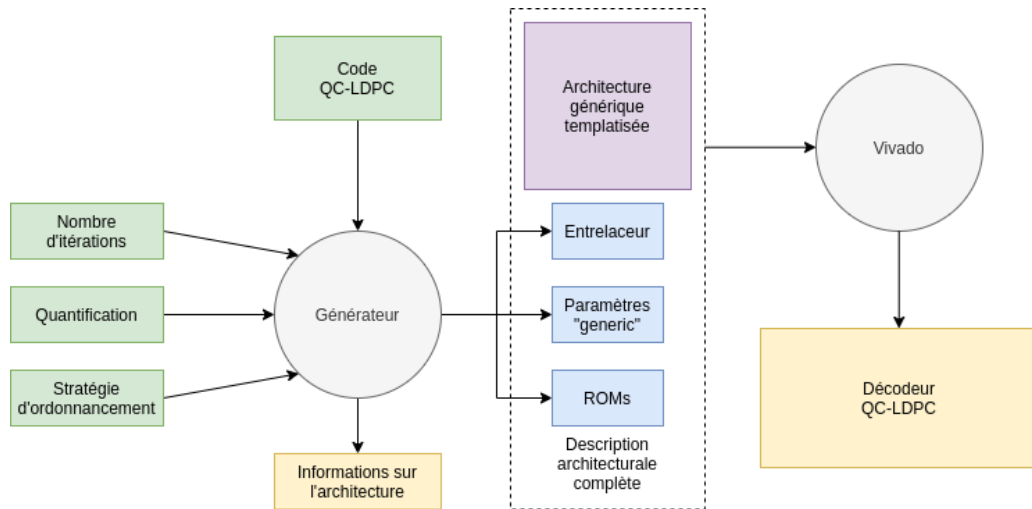 Code
QC-LDPC
Nombre
d'itérations
Quantification
Stratégie
d'ordonnancement
Générateur
Informations sur
l'architecture
Architecture
générique
templatisée
Entrelaceur
Paramètres
"generic"
ROMs
Description
architecturale
complète
Vivado
Décodeur
QC-LDPC